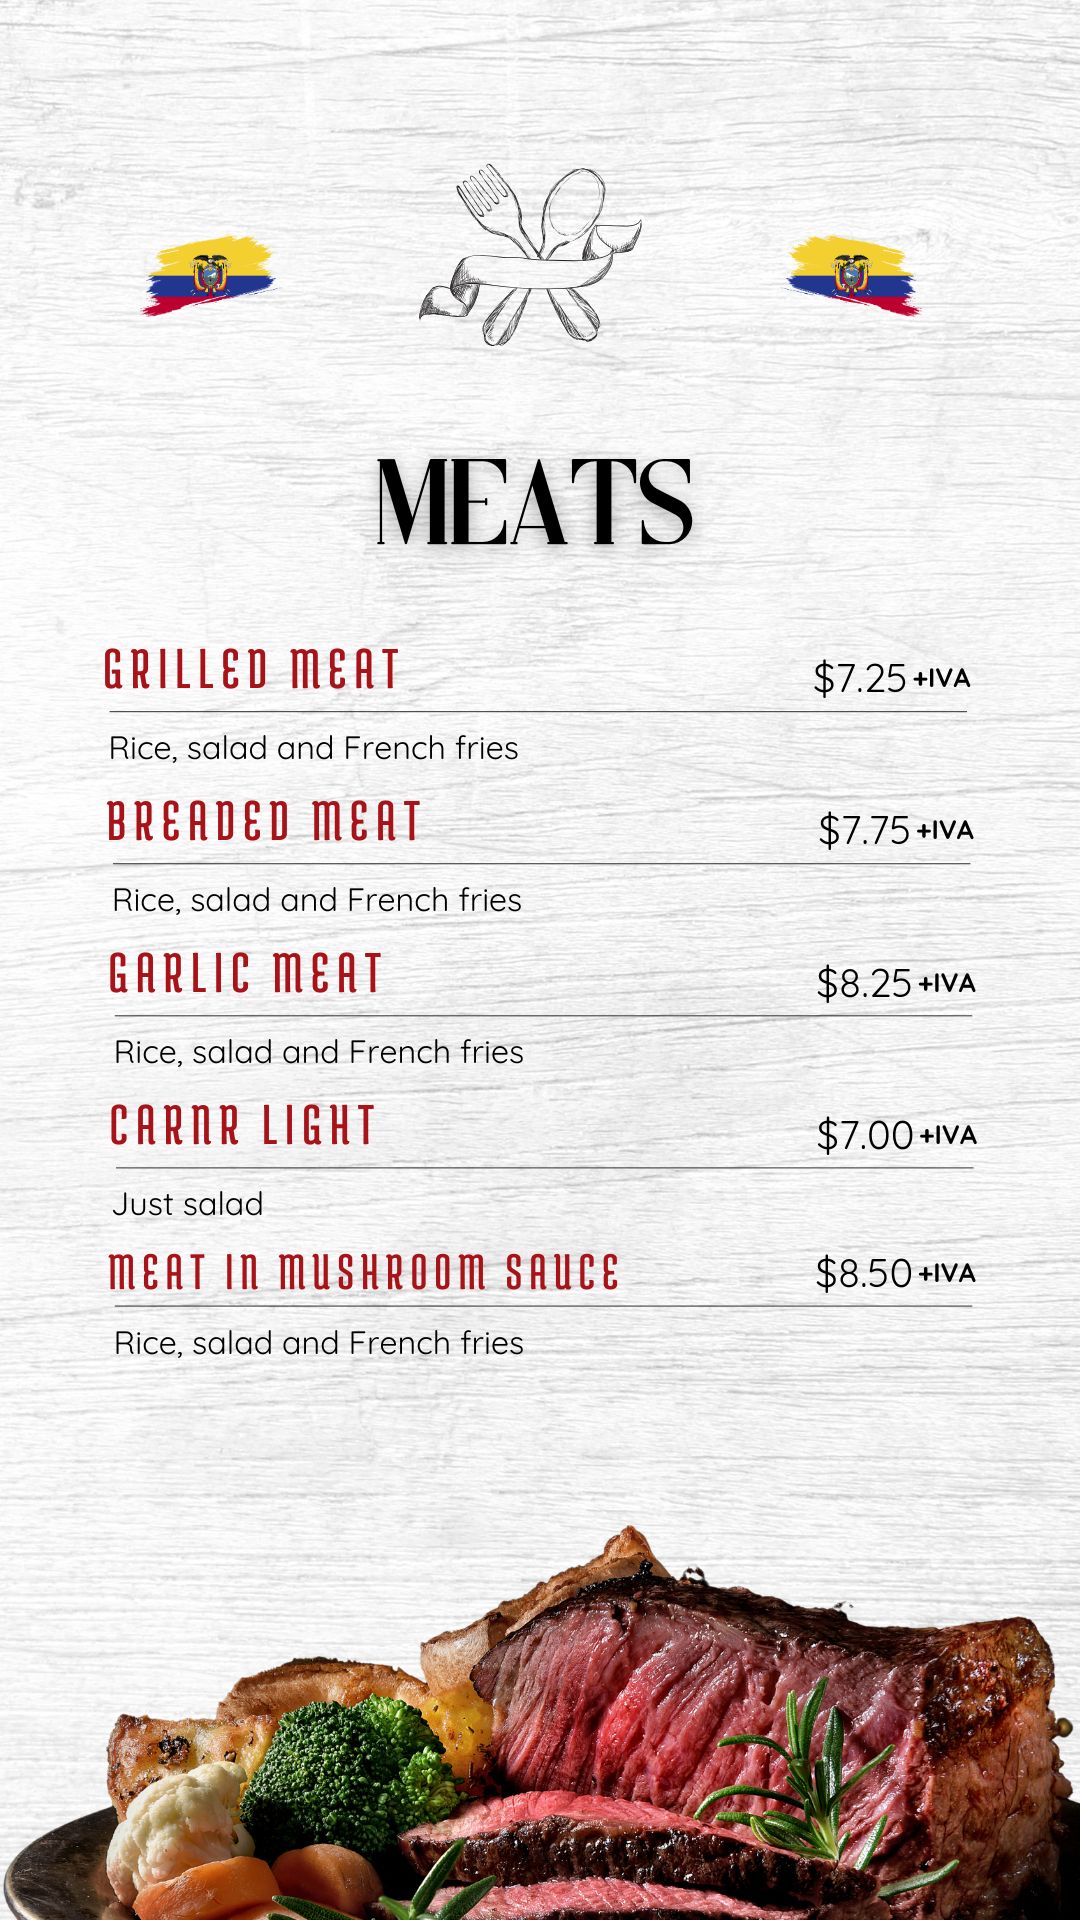 MEATS
GRILLED MEAT $7.25 +IVA
Rice, salad and French fries
BREADED MEAT $7.75 +IVA
Rice, salad and French fries
GARLIC MEAT $8.25 +IVA
Rice, salad and French fries
CARNR LIGHT $7.00 +IVA
Just salad
MEAT IN MUSHROOM SAUCE $8.50 +IVA
Rice, salad and French fries